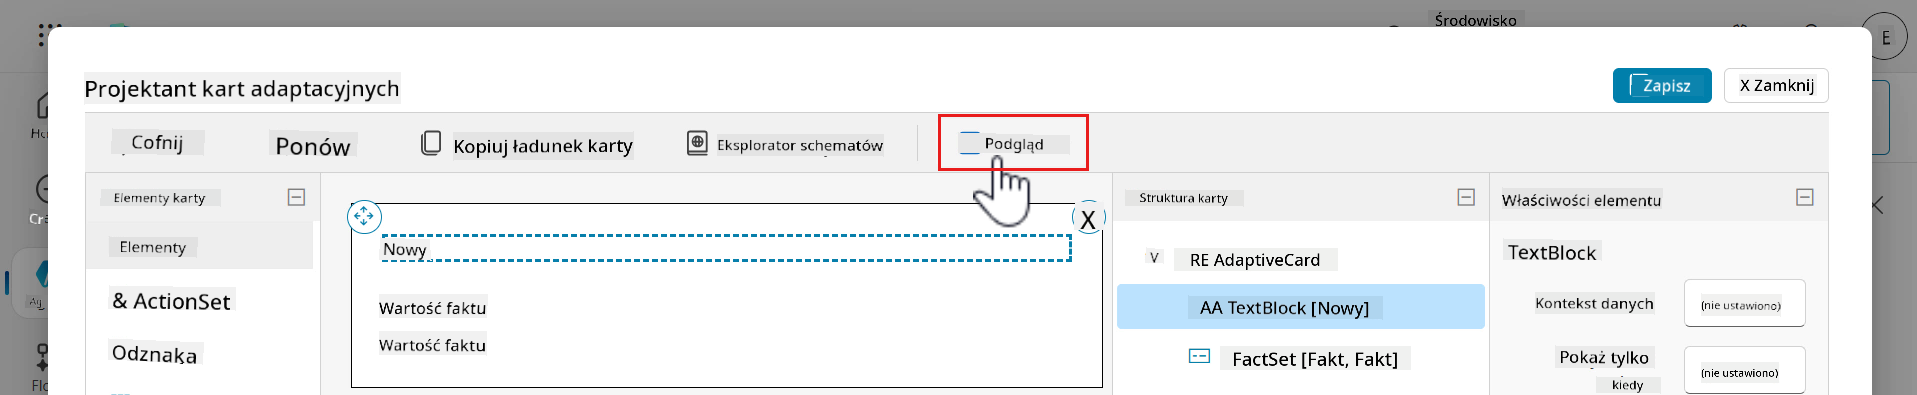 Środowisko
E
Projektant kart adaptacyjnych
Zapisz
X Zamknij
Cofnij
Ponów
Kopiuj ładunek karty
Eksplorator schematów
Podgląd
Elementy karty
Elementy
& ActionSet
Odznaka
Nowy
X
Wartość faktu
Wartość faktu
Struktura karty
V
RE AdaptiveCard
AA TextBlock [Nowy]
FactSet [Fakt, Fakt]
Właściwości elementu
TextBlock
Kontekst danych
(nie ustawiono)
Pokaż tylko
kiedy
(nie ustawiono)